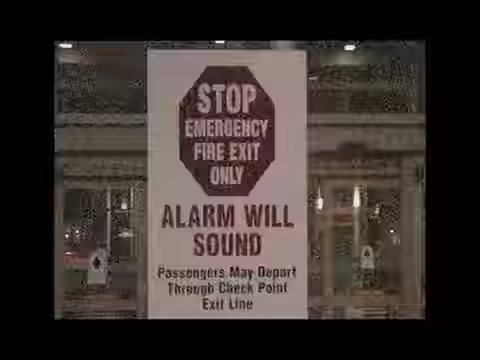 STOP
EMERGENCY
FIRE EXIT
ONLY
ALARM WILL
SOUND
Passengers May Depart
Through Check Point
Exit Line